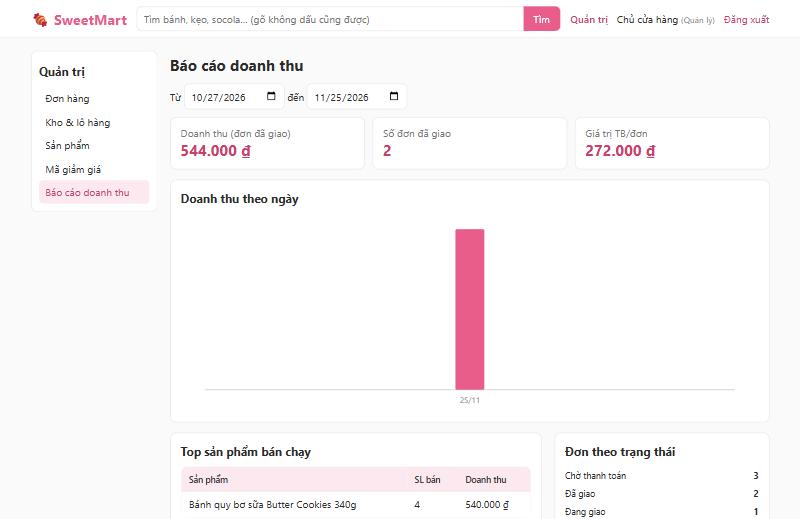 SweetMart
Tìm bánh, kẹo, socola... (gõ không dấu cũng được)
Tìm
Quản trị
Chủ cửa hàng (Quản lý)
Đăng xuất
Quản trị
Đơn hàng
Kho & lô hàng
Sản phẩm
Mã giảm giá
Báo cáo doanh thu
Báo cáo doanh thu
Từ 10/27/2026 đến 11/25/2026
Doanh thu (đơn đã giao)
544.000 ₫
Số đơn đã giao
2
Giá trị TB/đơn
272.000 ₫
Doanh thu theo ngày
25/11
Top sản phẩm bán chạy
Sản phẩm SL bán Doanh thu
Bánh quy bơ sữa Butter Cookies 340g 4 540.000 ₫
Đơn theo trạng thái
Chờ thanh toán 3
Đã giao 2
Đang giao 1